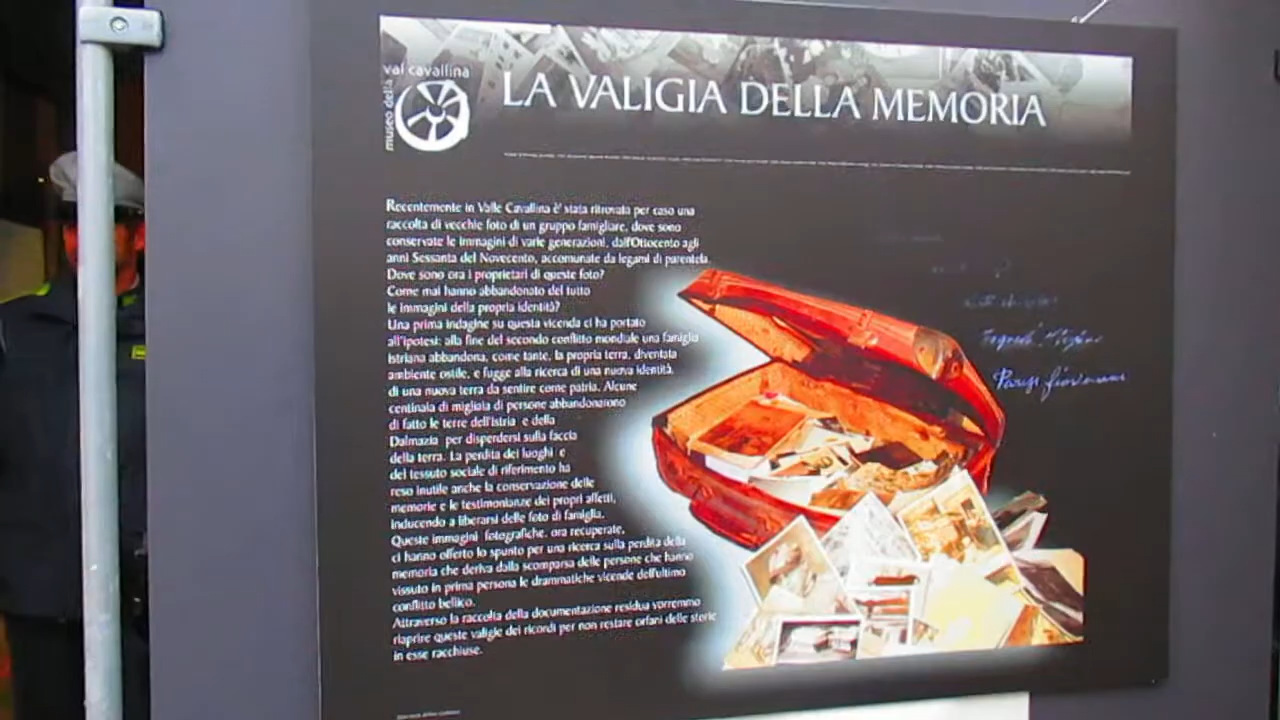 val cavallina
museo della
LA VALIGIA DELLA MEMORIA
Recentemente in Valle Cavallina è stata ritrovata per caso una
raccolta di vecchie foto di un gruppo famigliare, dove sono
conservate le immagini di varie generazioni, dall'Ottocento agli
anni Sessanta del Novecento, accomunate da legami di parentela.
Dove sono ora i proprietari di queste foto?
Come mai hanno abbandonato del tutto
le immagini della propria identità?
Una prima indagine su questa vicenda ci ha portato
all'ipotesi: alla fine del secondo conflitto mondiale una famiglia
istriana abbandona, come tante, la propria terra, diventata
ambiente ostile, e fugge alla ricerca di una nuova identità,
di una nuova terra da sentire come patria. Alcune
centinaia di migliaia di persone abbandonarono
di fatto le terre dell'Istria e della
Dalmazia per disperdersi sulla faccia
della terra. La perdita dei luoghi e
del tessuto sociale di riferimento ha
reso inutile anche la conservazione delle
memorie e le testimonianze dei propri affetti,
inducendo a liberarsi delle foto di famiglia.
Queste immagini fotografiche, ora recuperate,
ci hanno offerto lo spunto per una ricerca sulla perdita della
memoria che deriva dalla scomparsa delle persone che hanno
vissuto in prima persona le drammatiche vicende dell'ultimo
conflitto bellico.
Attraverso la raccolta della documentazione residua vorremmo
riaprire queste valigie dei ricordi per non restare orfani delle storie
in esse racchiuse.